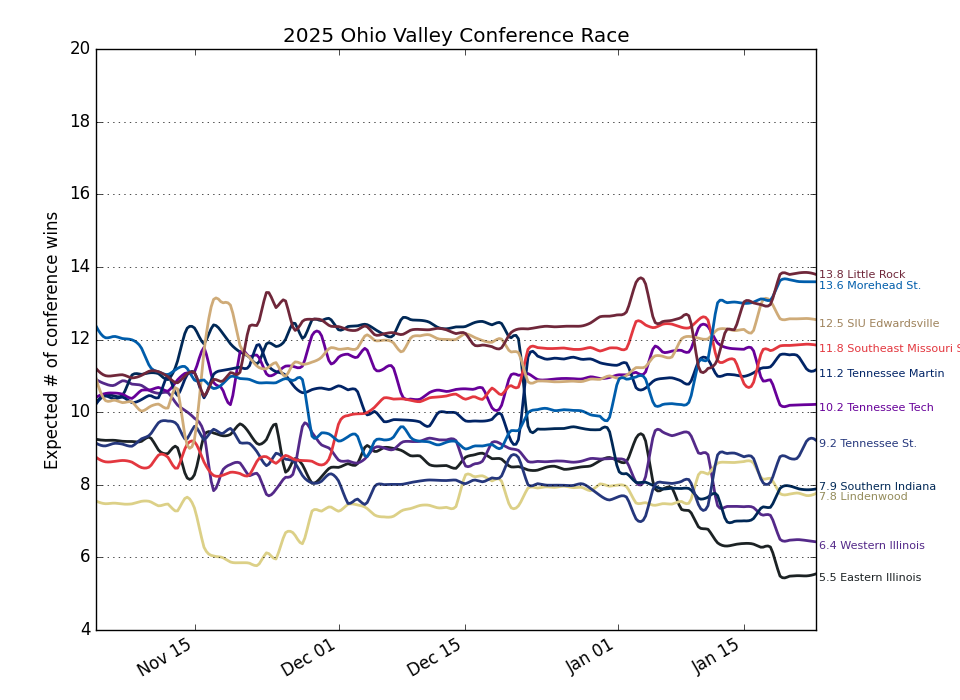 2025 Ohio Valley Conference Race
Expected # of conference wins
20
18
16
14
12
10
8
6
4
Nov 15
Dec 01
Dec 15
Jan 01
Jan 15
13.8 Little Rock
13.6 Morehead St.
12.5 SIU Edwardsville
11.8 Southeast Missouri S
11.2 Tennessee Martin
10.2 Tennessee Tech
9.2 Tennessee St.
7.9 Southern Indiana
7.8 Lindenwood
6.4 Western Illinois
5.5 Eastern Illinois